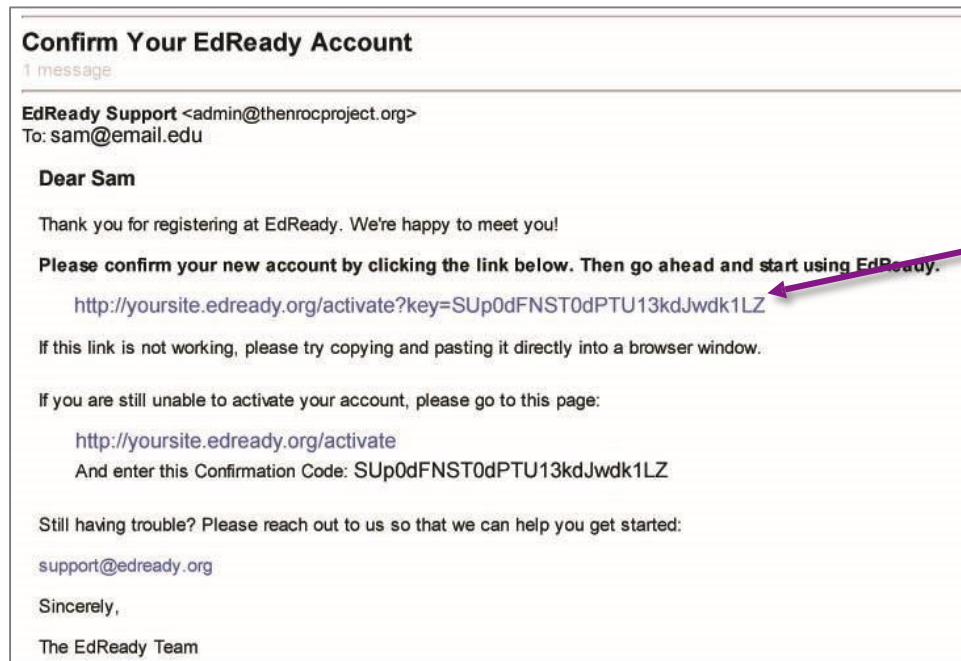 Confirm Your EdReady Account
1 message
EdReady Support <admin@thenrocproject.org>
To: sam@email.edu
Dear Sam
Thank you for registering at EdReady. We're happy to meet you!
Please confirm your new account by clicking the link below. Then go ahead and start using EdReady.
http://yoursite.edready.org/activate?key=SUp0dFNST0dPTU13kdJwdk1LZ
If this link is not working, please try copying and pasting it directly into a browser window.
If you are still unable to activate your account, please go to this page:
http://yoursite.edready.org/activate
And enter this Confirmation Code: SUp0dFNST0dPTU13kdJwdk1LZ
Still having trouble? Please reach out to us so that we can help you get started:
support@edready.org
Sincerely,
The EdReady Team